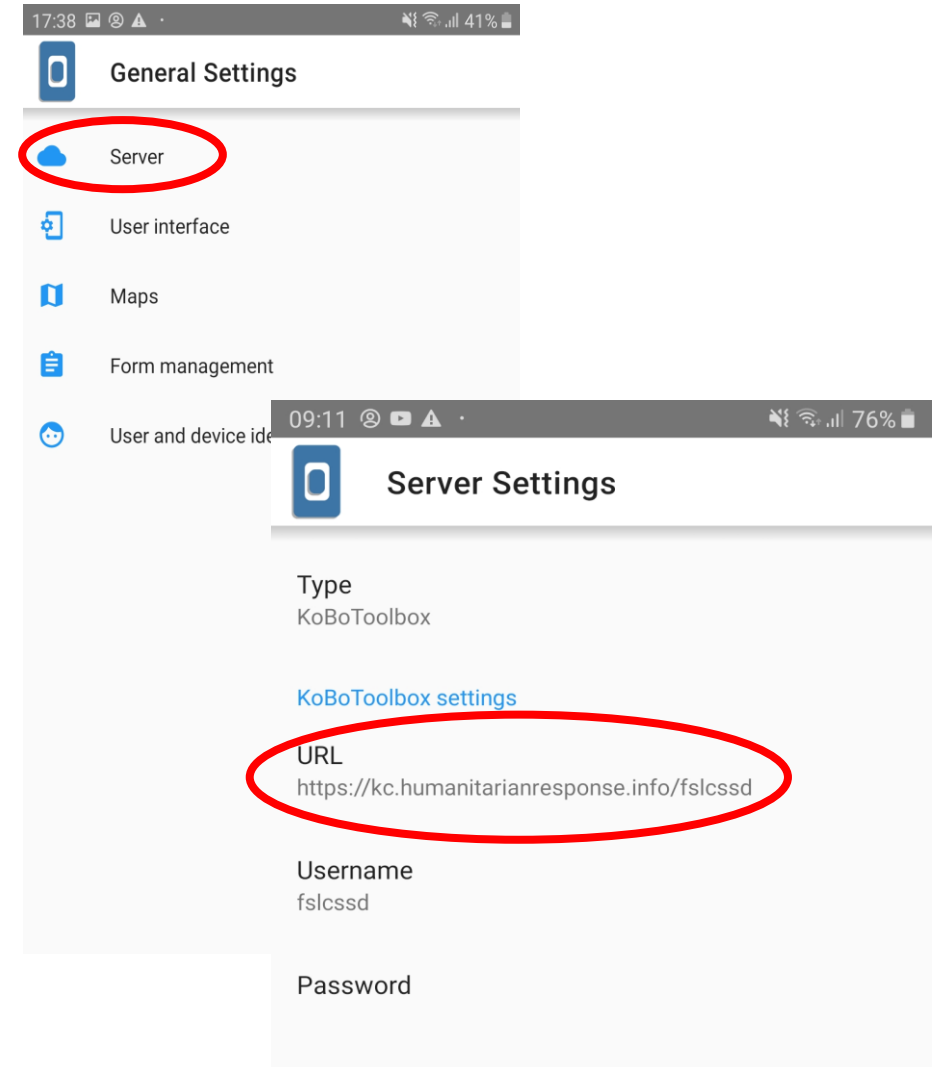 17:38
41%
General Settings
Server
User interface
Maps
Form management
User and device ide
09:11
76%
Server Settings
Type
KoBoToolbox
KoBoToolbox settings
URL
https://kc.humanitarianresponse.info/fslcssd
Username
fslcssd
Password